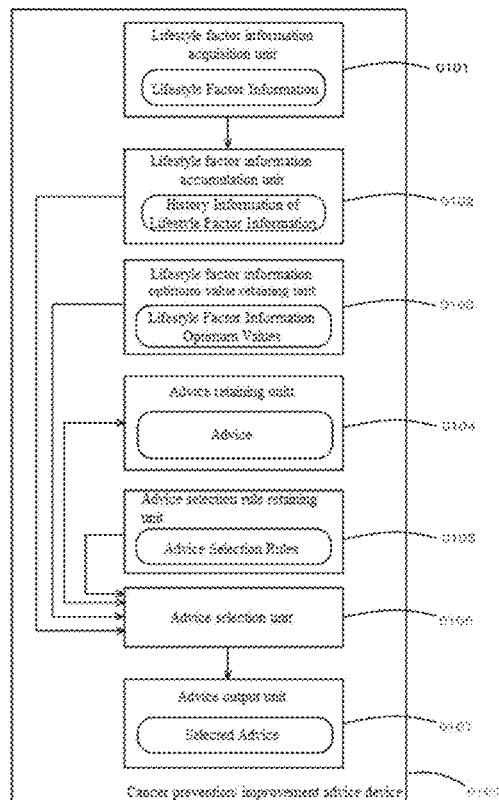 Lifestyle factor information
acquisition unit
Lifestyle Factor Information
0101
Lifestyle factor information
accumulation unit
History Information of
Lifestyle Factor Information
0102
Lifestyle factor information
optimum value retaining unit
Lifestyle Factor Information
Optimum Values
0103
Advice retaining unit
Advice
0104
Advice selection rule retaining
unit
Advice Selection Rules
0105
Advice selection unit
0106
Advice output unit
Selected Advice
0107
Cancer prevention/improvement advice device
0100